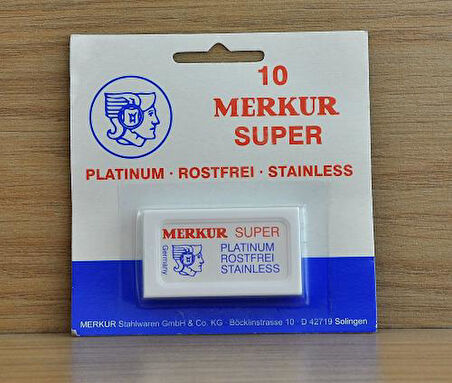 10
MERKUR
SUPER
PLATINUM · ROSTFREI · STAINLESS
MERKUR SUPER
Germany
PLATINUM
ROSTFREI
STAINLESS
MERKUR Stahlwaren GmbH & Co. KG · Böcklinstrasse 10 · D 42719 Solingen